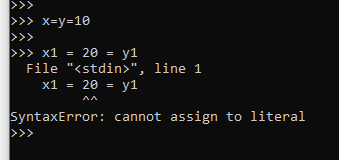 >>>
>>> x=y=10
>>>
>>> x1 = 20 = y1
  File "<stdin>", line 1
    x1 = 20 = y1
         ^^
SyntaxError: cannot assign to literal
>>>